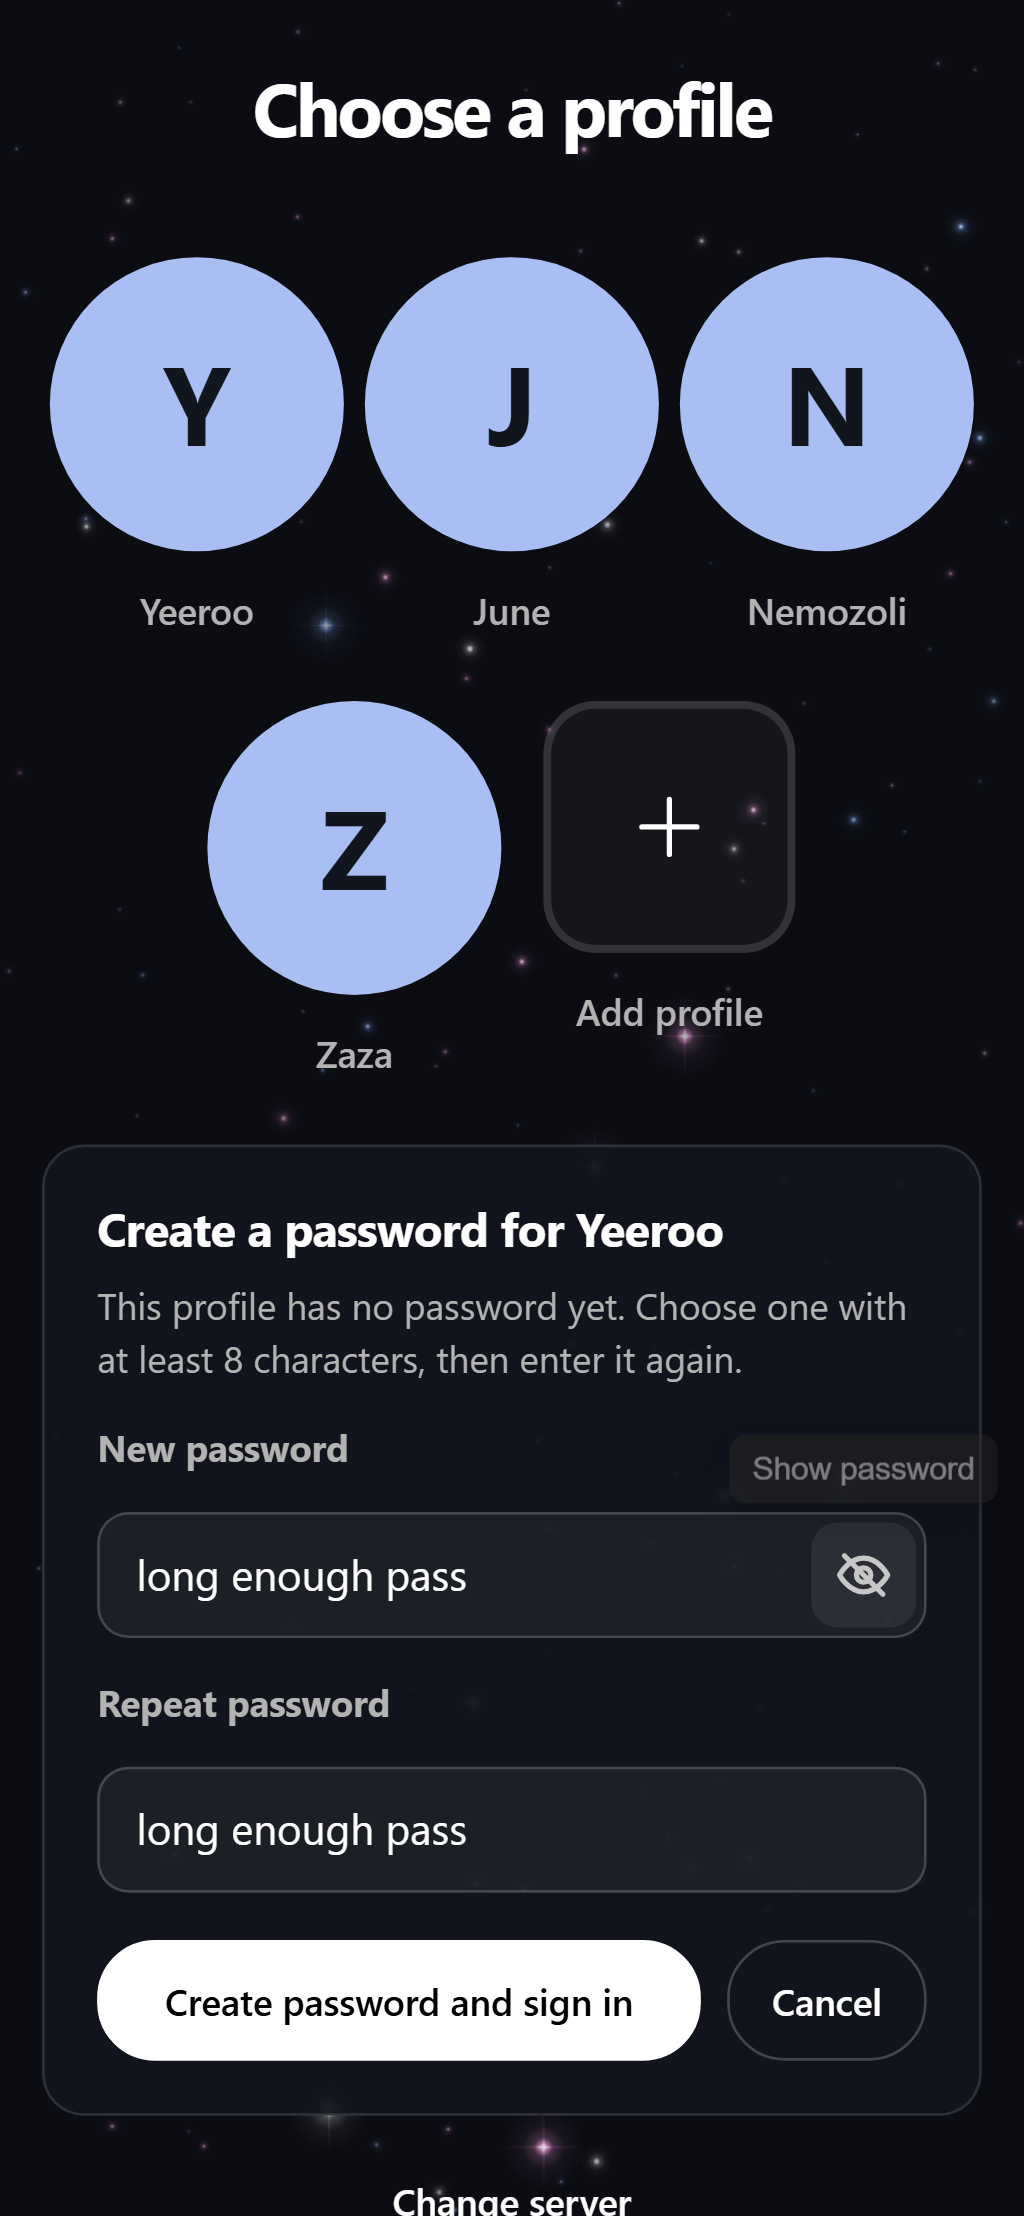 Choose a profile
Y
J
N
Yeeroo
June
Nemozoli
Z
Zaza
Add profile
Create a password for Yeeroo
This profile has no password yet. Choose one with
at least 8 characters, then enter it again.
New password
Show password
long enough pass
Repeat password
long enough pass
Create password and sign in
Cancel
Change server